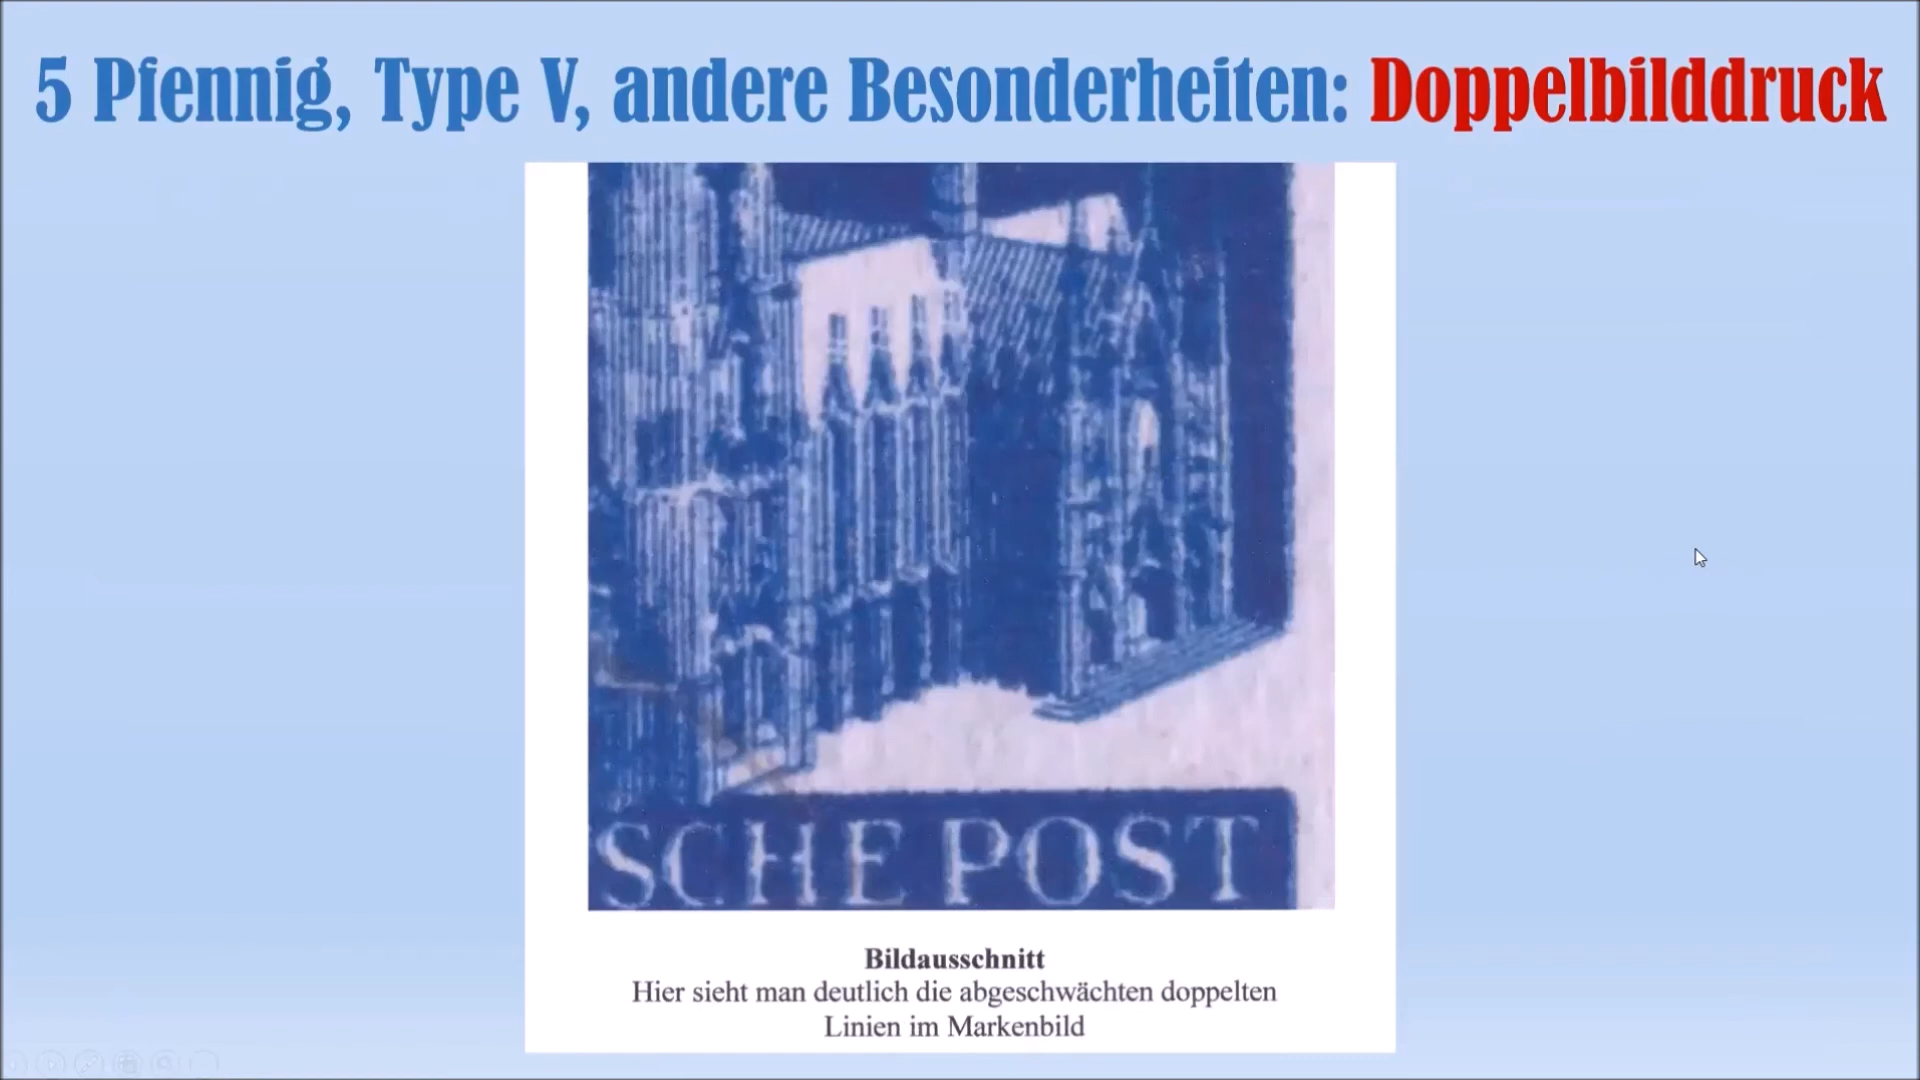 5 Pfennig, Type V, andere Besonderheiten: Doppelbilddruck
SCHE POST
Bildausschnitt
Hier sieht man deutlich die abgeschwächten doppelten
Linien im Markenbild